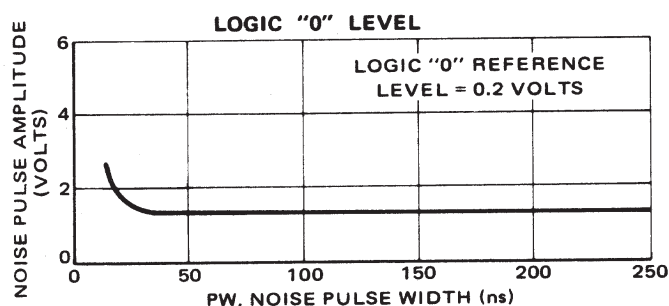 LOGIC "0" LEVEL
NOISE PULSE AMPLITUDE
(VOLTS)
6
4
2
0
LOGIC "0" REFERENCE
LEVEL = 0.2 VOLTS
0 50 100 150 200 250
PW. NOISE PULSE WIDTH (ns)